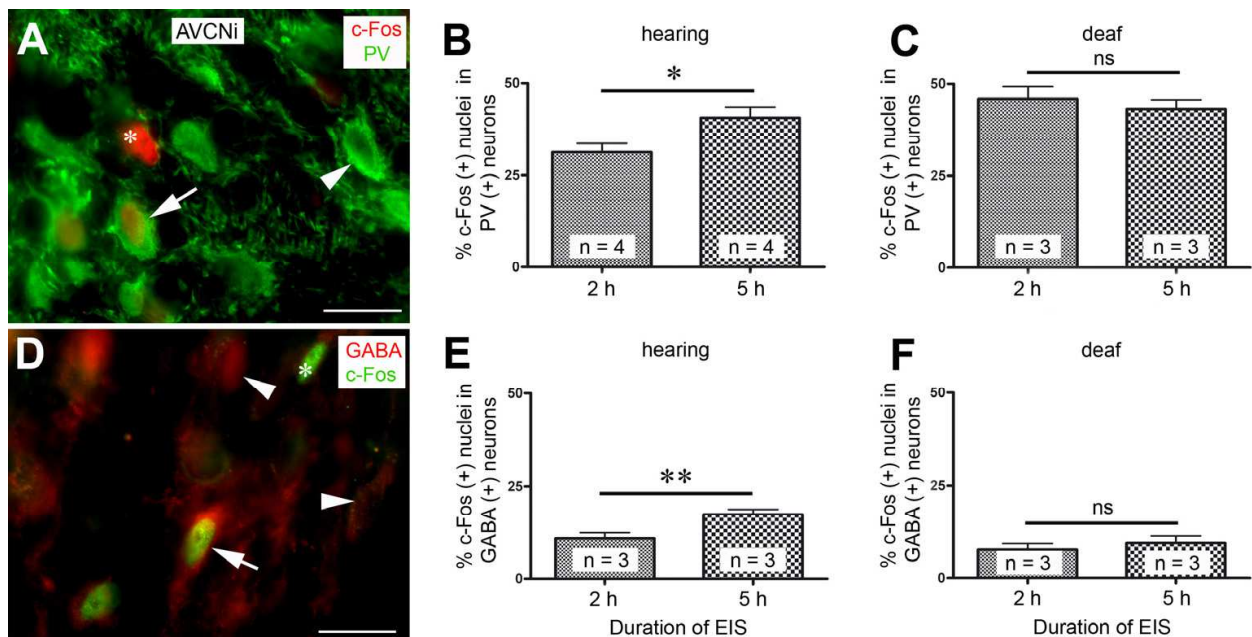 A
AVCNi
c-Fos
PV
*
B
hearing
*
% c-Fos (+) nuclei in
PV (+) neurons
50
25
0
n = 4
n = 4
2 h
5 h
C
deaf
ns
% c-Fos (+) nuclei in
PV (+) neurons
50
25
0
n = 3
n = 3
2 h
5 h
D
GABA
c-Fos
*
E
hearing
**
% c-Fos (+) nuclei in
GABA (+) neurons
50
25
0
n = 3
n = 3
2 h
5 h
Duration of EIS
F
deaf
ns
% c-Fos (+) nuclei in
GABA (+) neurons
50
25
0
n = 3
n = 3
2 h
5 h
Duration of EIS